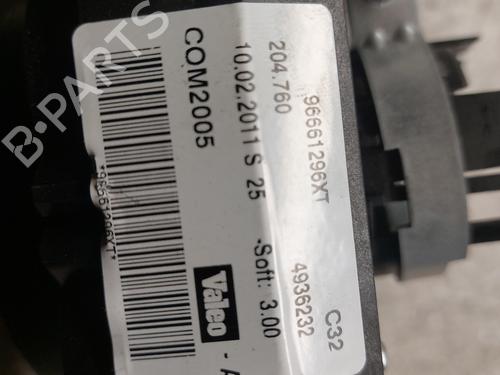 96661296XT C32
204.760 4936232
10.02.2011 S 25 -Soft: 3.00
COM2005 Valeo - A
*96661296XT*
B-PARTS